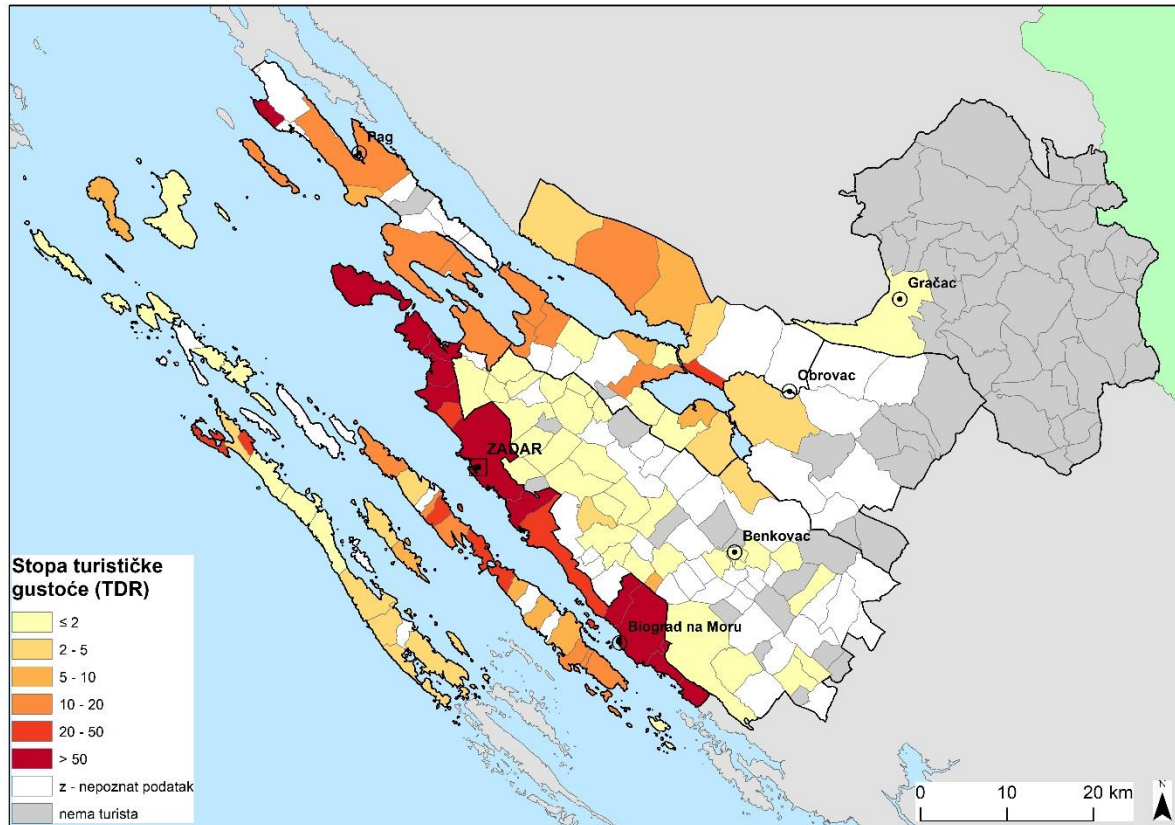 Pag
Gračac
Obrovac
ZADAR
Benkovac
Biograd na Moru
Stopa turističke
gustoće (TDR)
≤ 2
2 - 5
5 - 10
10 - 20
20 - 50
> 50
z - nepoznat podatak
nema turista
0 10 20 km
N